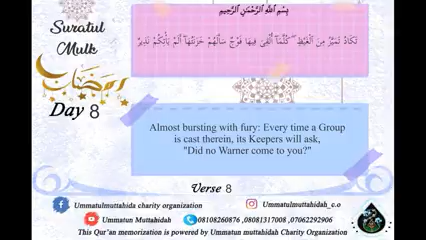 Suratul
Mulk
رمضان
Day 8
بِسْمِ اللَّهِ الرَّحْمَٰنِ الرَّحِيمِ
تَكَادُ تَمَيَّزُ مِنَ الْغَيْظِ ۖ كُلَّمَا أُلْقِيَ فِيهَا فَوْجٌ سَأَلَهُمْ خَزَنَتُهَا أَلَمْ يَأْتِكُمْ نَذِيرٌ
Almost bursting with fury: Every time a Group
is cast therein, its Keepers will ask,
"Did no Warner come to you?"
Verse 8
Ummatulmuttahida charity organization
Ummatulmuttahidah_c.o
Ummatun Muttahidah
08108260876 ,08081317008 ,07062292906
This Qur'an memorization is powered by Ummatun muttahidah Charity Organization